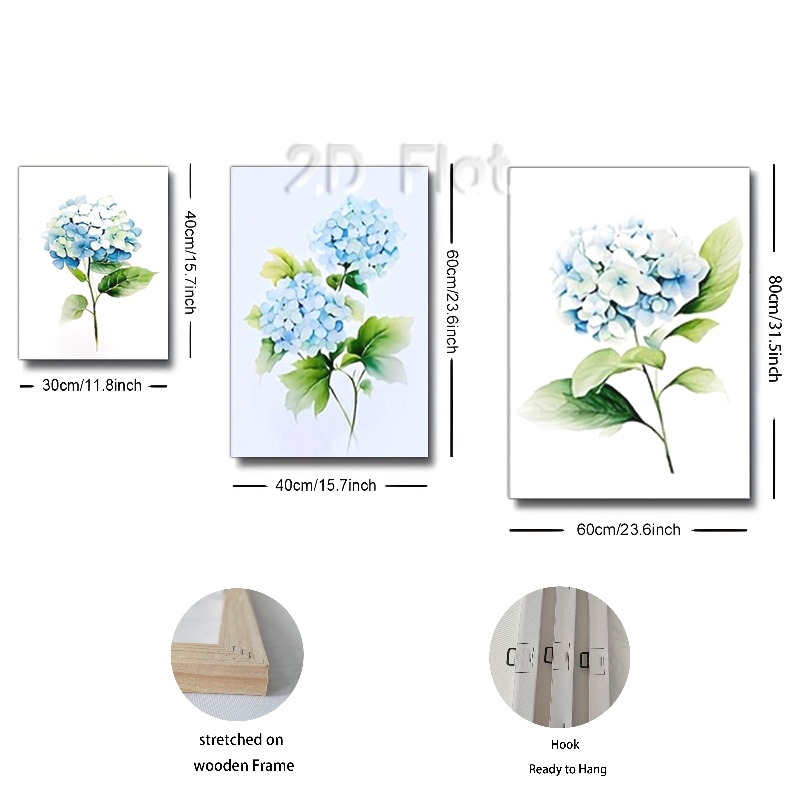 2D Flat
40cm/15.7inch
30cm/11.8inch
60cm/23.6inch
40cm/15.7inch
80cm/31.5inch
60cm/23.6inch
stretched on
wooden Frame
Hook
Ready to Hang